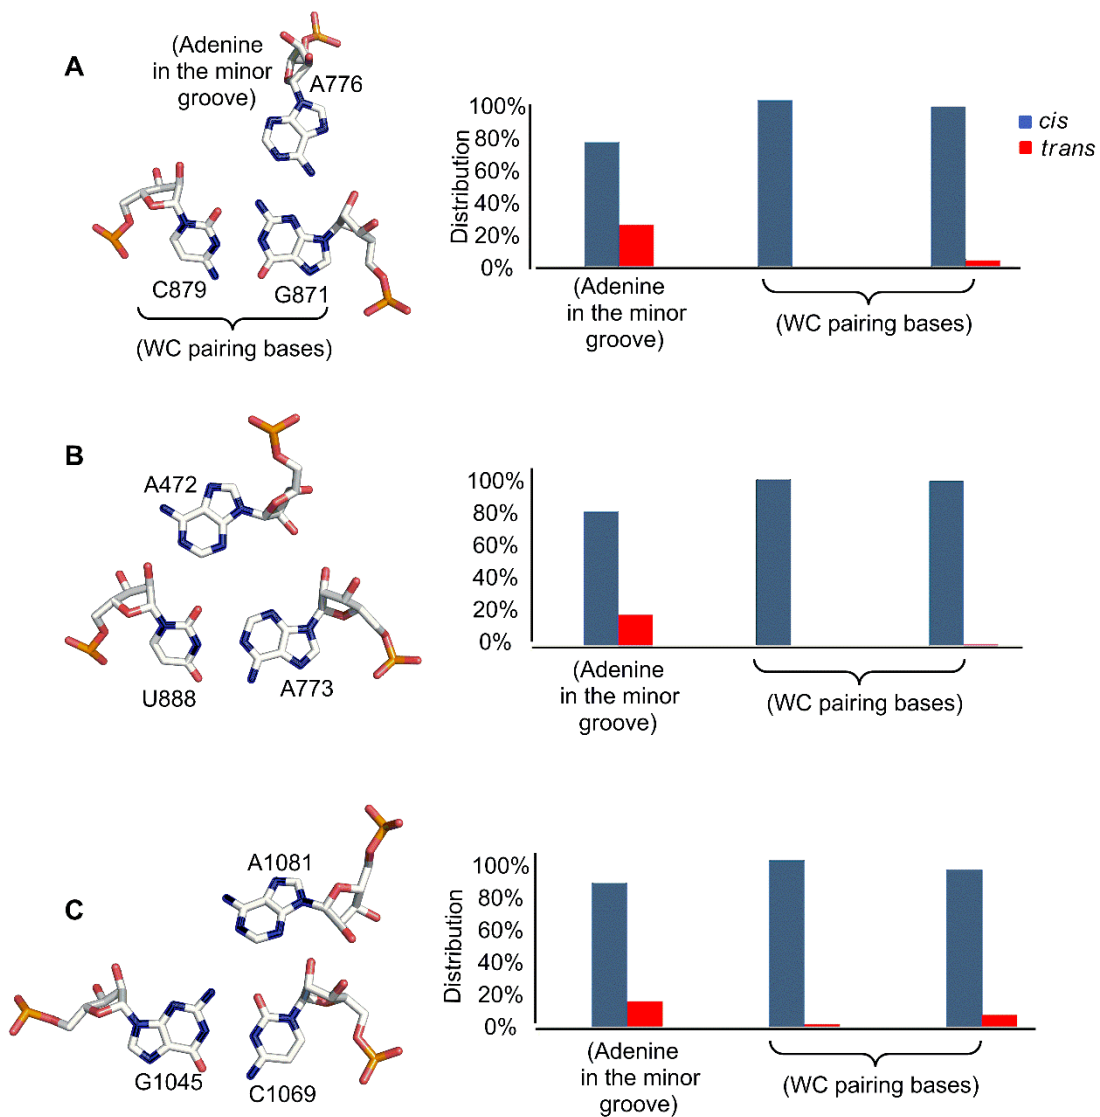 A
(Adenine
in the minor
groove)
A776
C879
G871
(WC pairing bases)
Distribution
100%
80%
60%
40%
20%
0%
cis
trans
(Adenine
in the minor
groove)
(WC pairing bases)
B
A472
U888
A773
100%
80%
60%
40%
20%
0%
(Adenine
in the minor
groove)
(WC pairing bases)
C
A1081
G1045
C1069
Distribution
100%
80%
60%
40%
20%
0%
(Adenine
in the minor
groove)
(WC pairing bases)